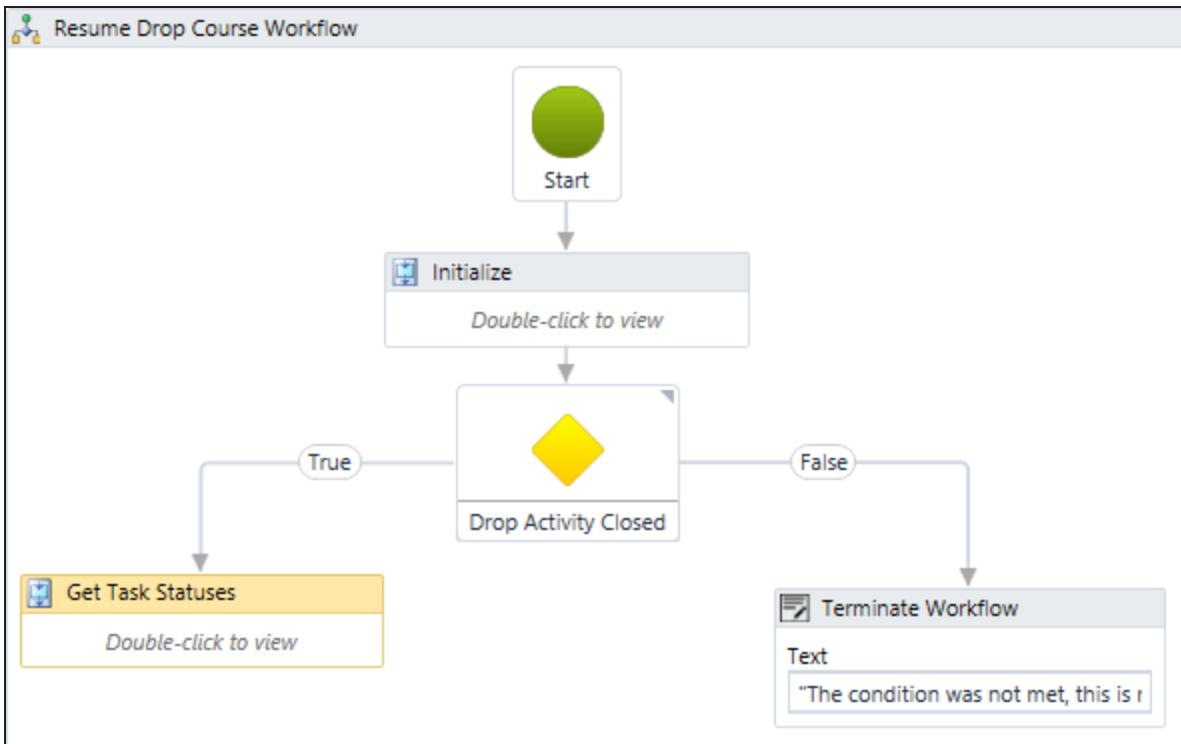 Resume Drop Course Workflow
Start
Initialize
Double-click to view
True
False
Drop Activity Closed
Get Task Statuses
Double-click to view
Terminate Workflow
Text
"The condition was not met, this is